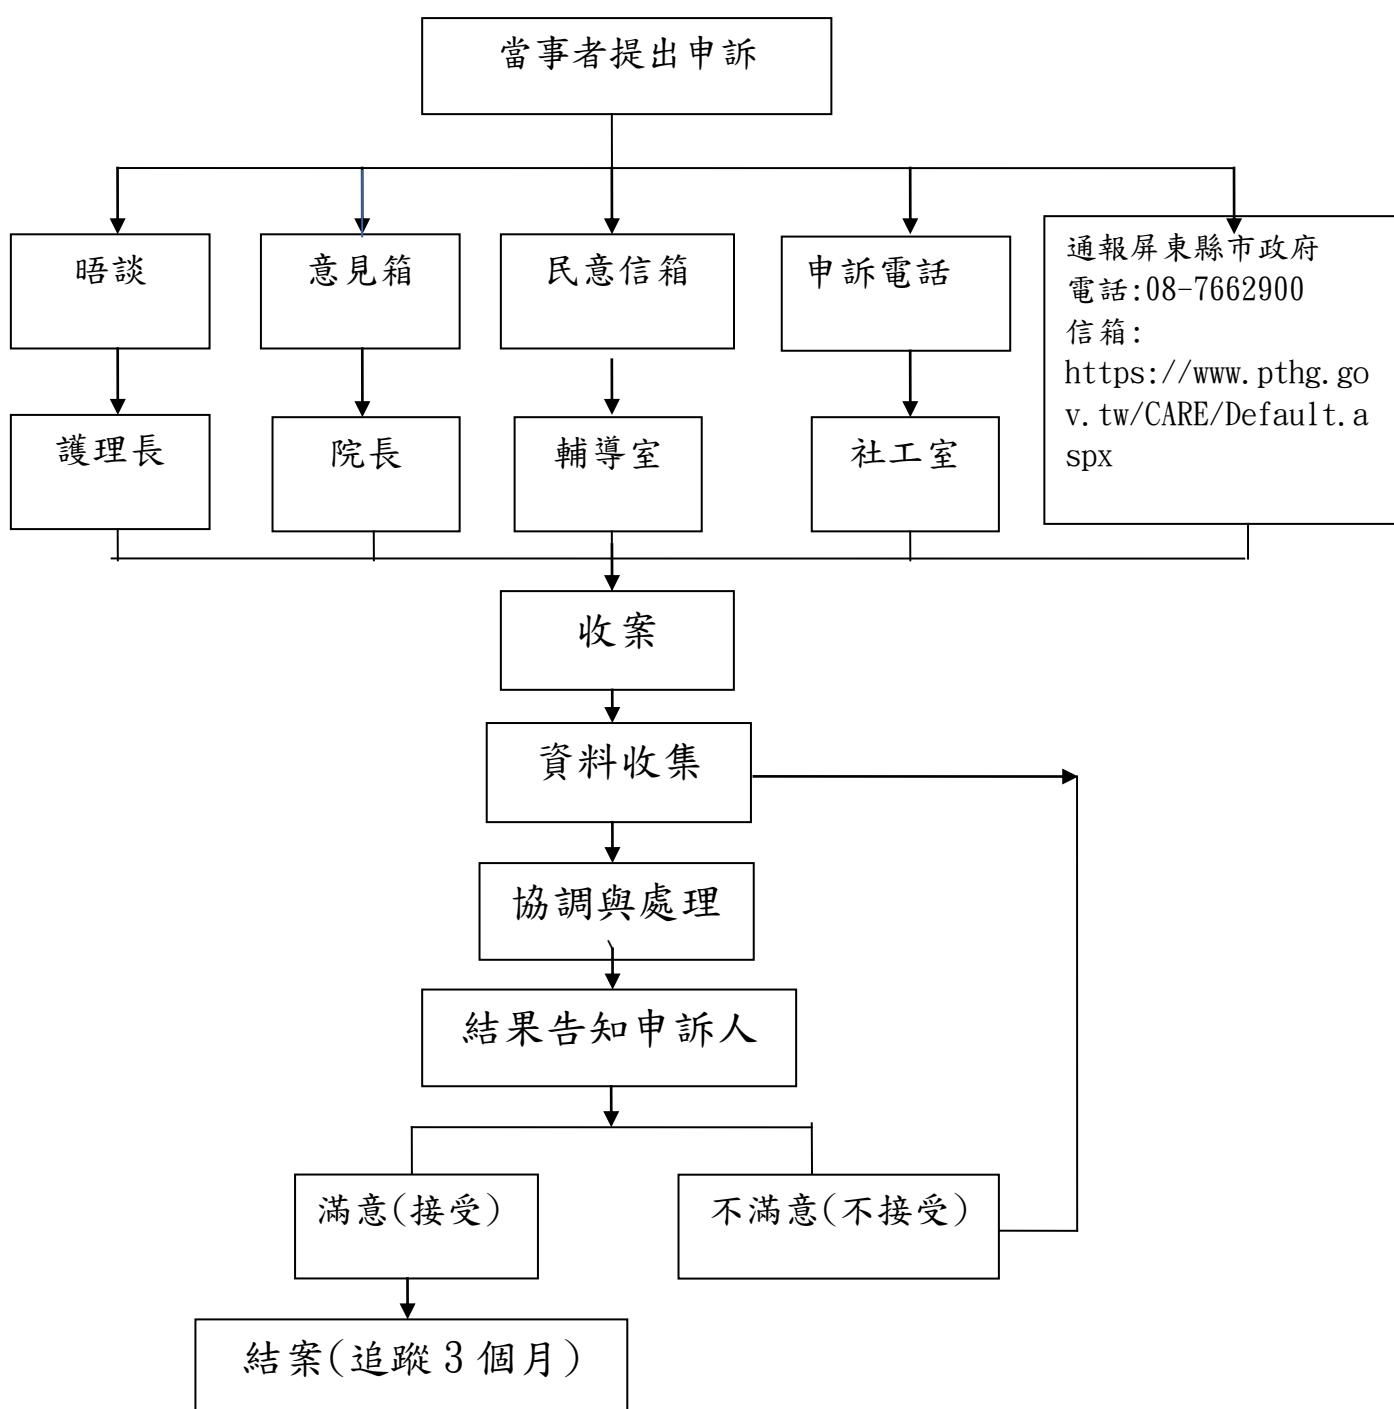 當事者提出申訴
晤談
意見箱
民意信箱
申訴電話
通報屏東縣市政府
電話:08-7662900
信箱:
https://www.pthg.go
v.tw/CARE/Default.a
spx
護理長
院長
輔導室
社工室
收案
資料收集
協調與處理
結果告知申訴人
滿意(接受)
不滿意(不接受)
結案(追蹤3個月)